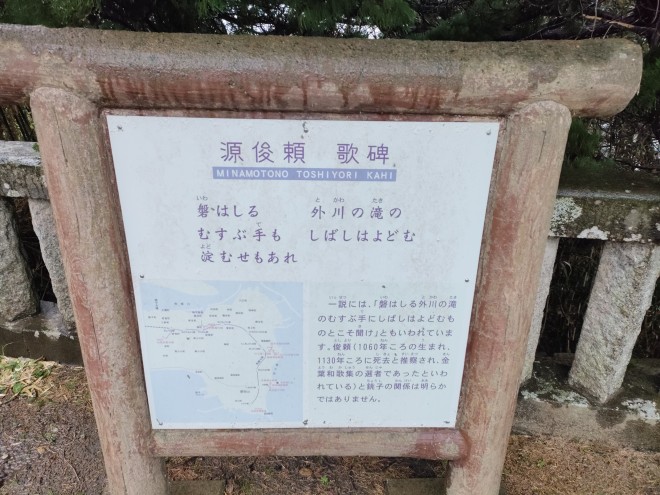 源俊頼 歌碑
MINAMOTONO TOSHIYORI KAHI
磐はしる 外川の滝の
むすぶ手も しばしはよどむ
淀むせもあれ
一説には、「磐はしる外川の滝
のむすぶ手にしばしはよどむも
のとこそ聞け」ともいわれていま
す。俊頼(1060年ころの生まれ、
1130年ころに死去と推察され、金
葉和歌集の選者であったといわ
れている)と銚子の関係は明らか
ではありません。